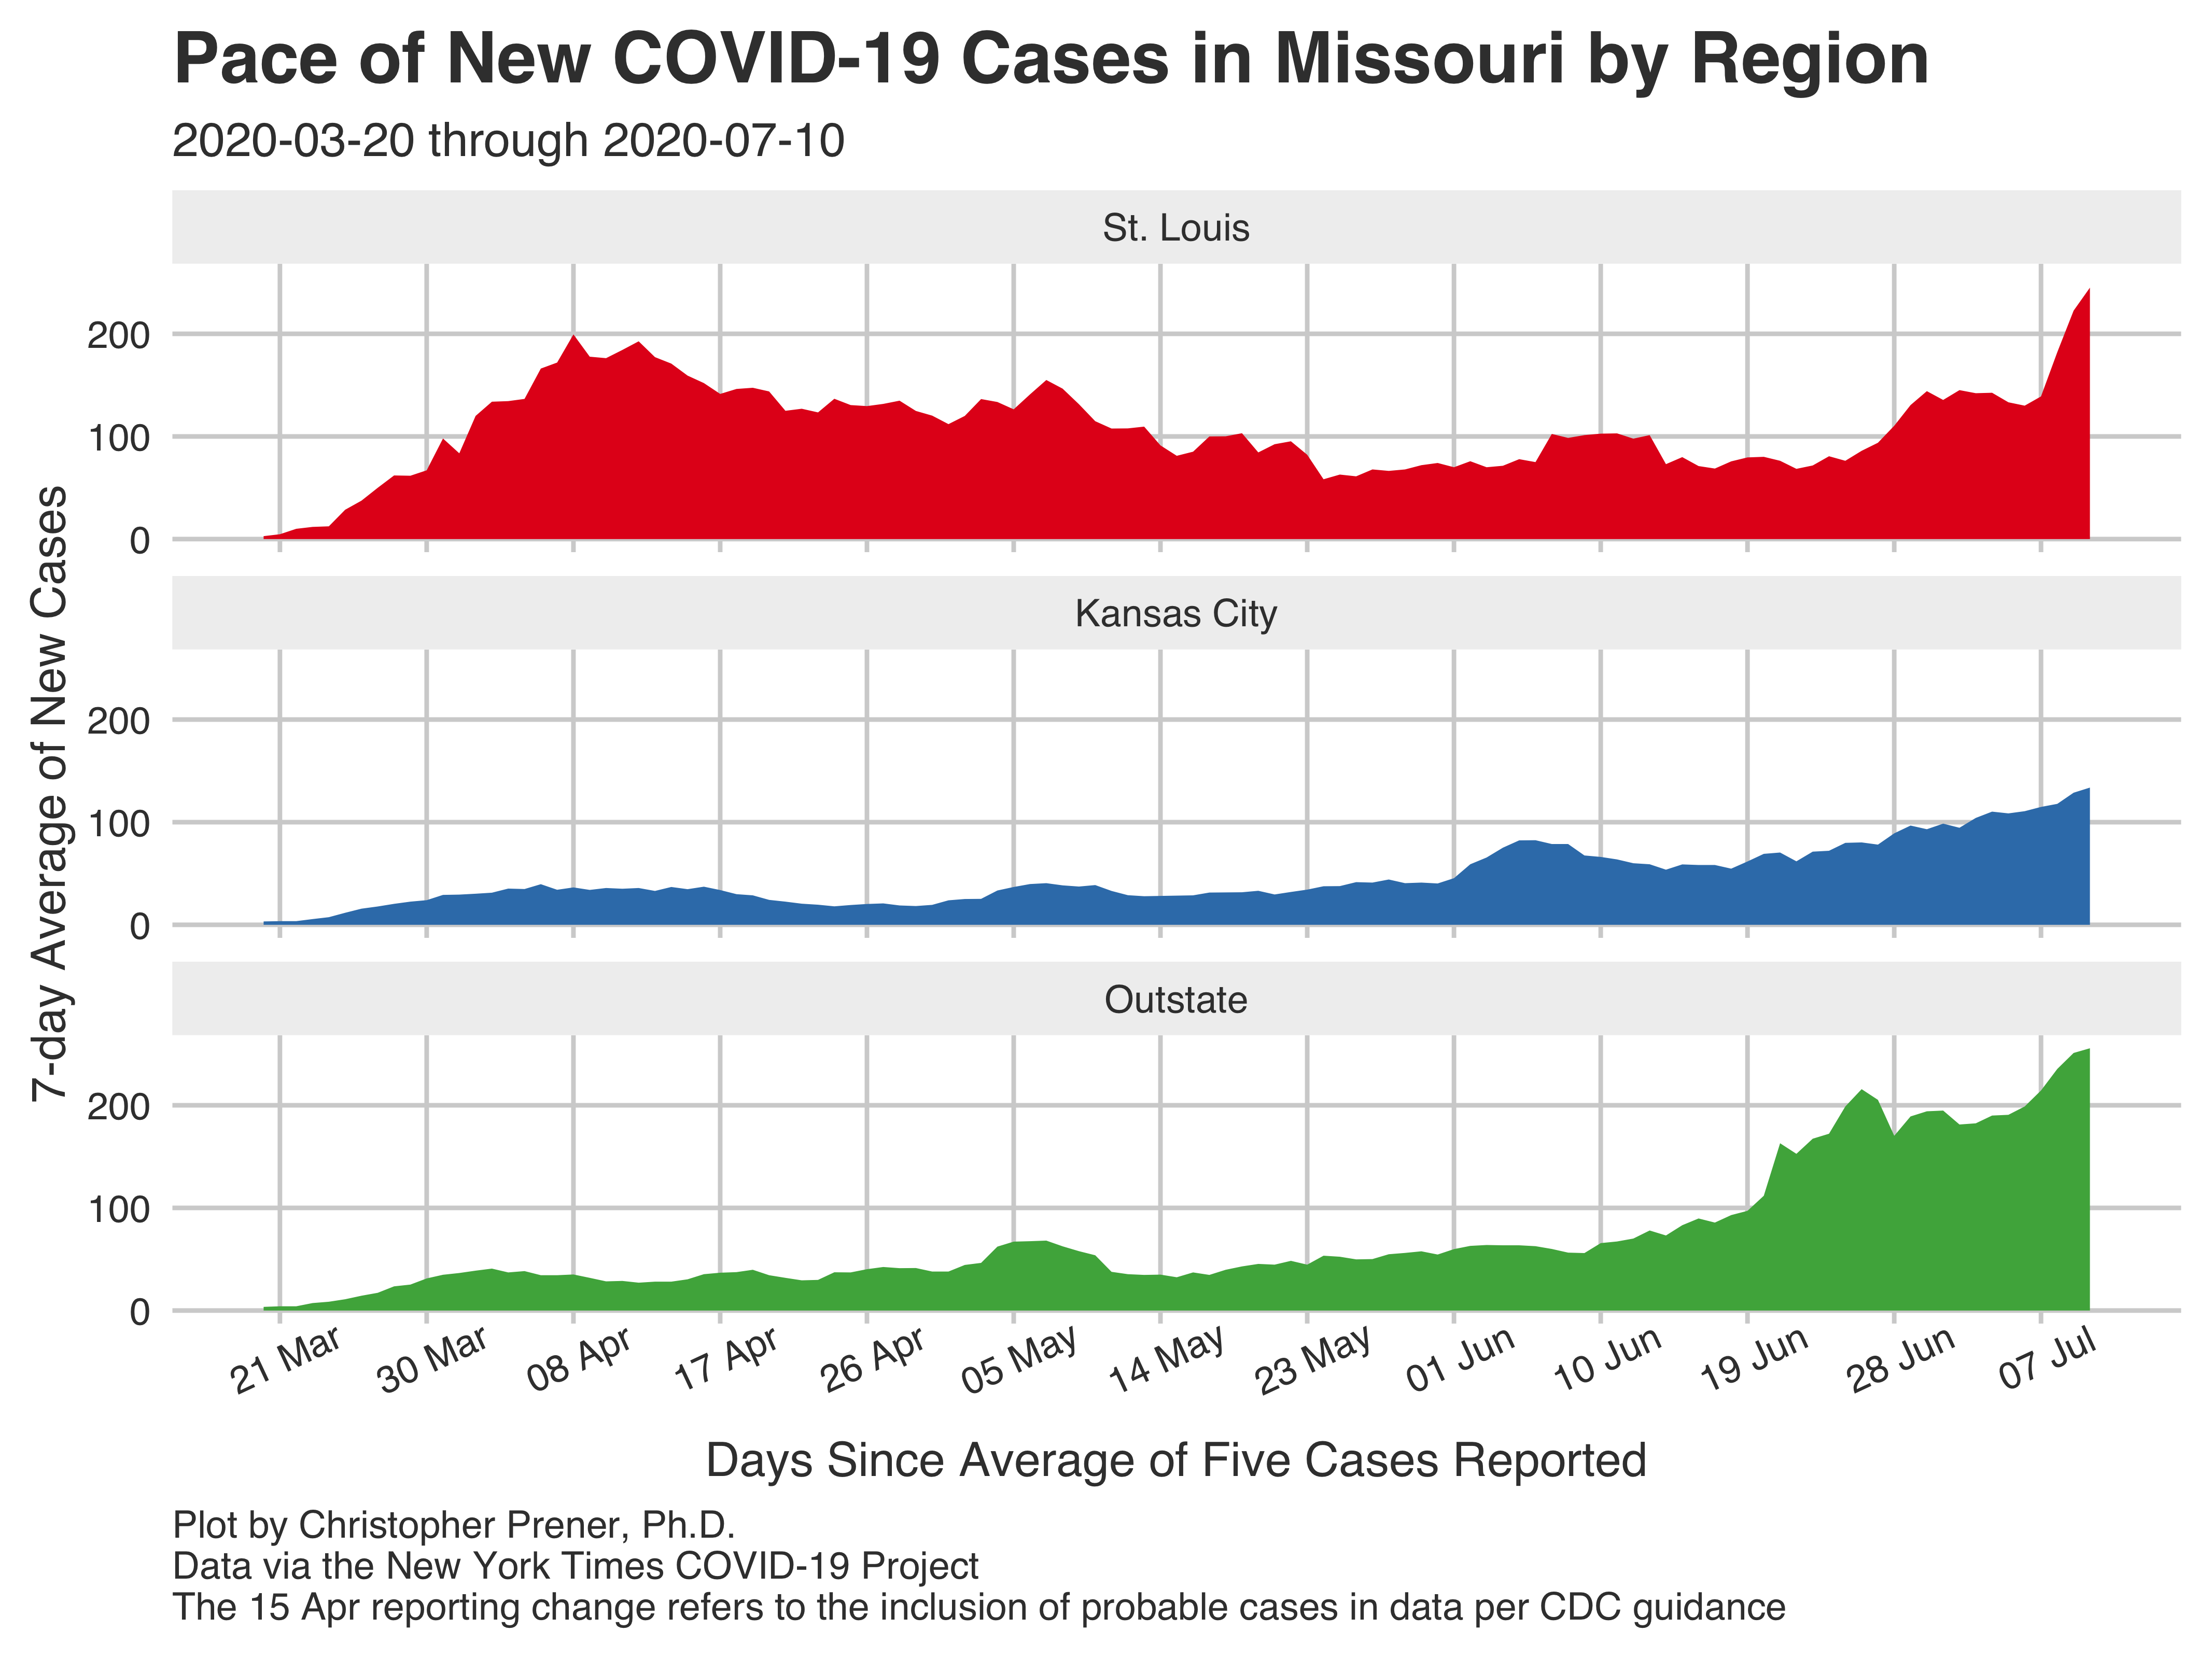 Pace of New COVID-19 Cases in Missouri by Region
2020-03-20 through 2020-07-10
7-day Average of New Cases
St. Louis
200
100
0
Kansas City
200
100
0
Outstate
200
100
0
21 Mar
30 Mar
08 Apr
17 Apr
26 Apr
05 May
14 May
23 May
01 Jun
10 Jun
19 Jun
28 Jun
07 Jul
Days Since Average of Five Cases Reported
Plot by Christopher Prener, Ph.D.
Data via the New York Times COVID-19 Project
The 15 Apr reporting change refers to the inclusion of probable cases in data per CDC guidance